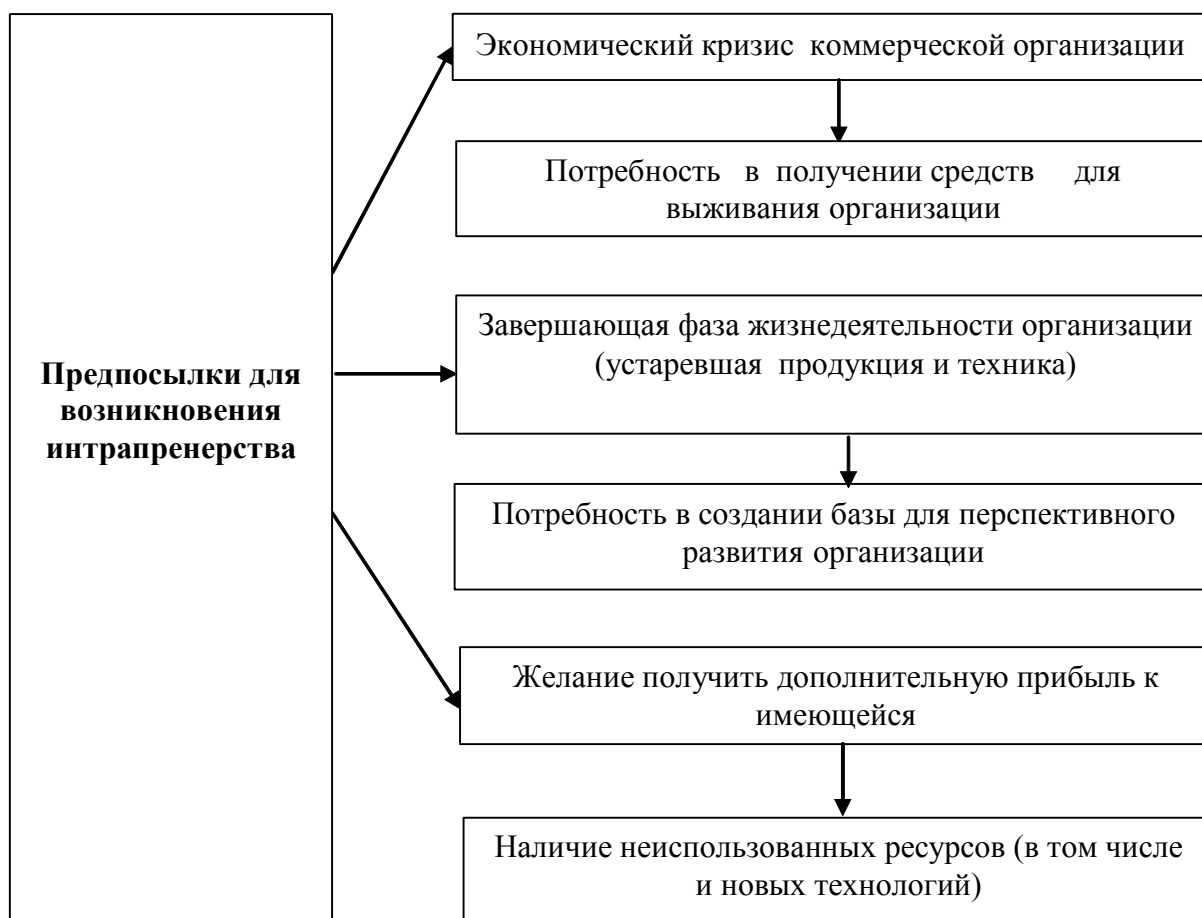 Предпосылки для
возникновения
интрапренерства
Экономический кризис коммерческой организации
Потребность в получении средств для
выживания организации
Завершающая фаза жизнедеятельности организации
(устаревшая продукция и техника)
Потребность в создании базы для перспективного
развития организации
Желание получить дополнительную прибыль к
имеющейся
Наличие неиспользованных ресурсов (в том числе
и новых технологий)